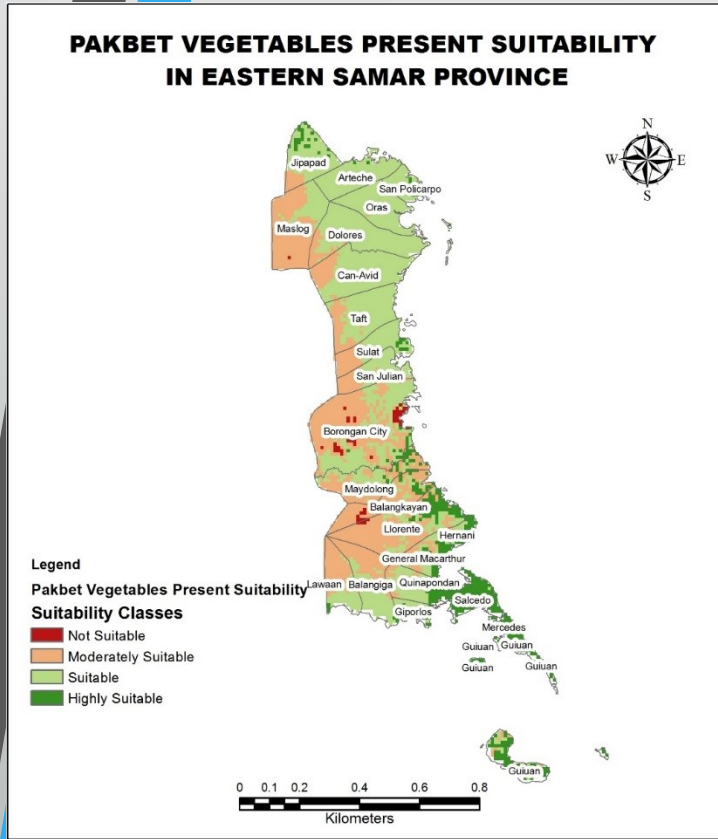 PAKBET VEGETABLES PRESENT SUITABILITY
IN EASTERN SAMAR PROVINCE
N
W E
S
Jipapad
Arteche
San Policarpo
Oras
Maslog
Dolores
Can-Avid
Taft
Sulat
San Julian
Borongan City
Maydolong
Balangkayan
Llorente
Hernani
General Macarthur
Lawaan Balangiga Quinapondan
Salcedo
Giporlos
Mercedes
Guiuan Guiuan
Guiuan Guiuan
Guiuan
Legend
Pakbet Vegetables Present Suitability
Suitability Classes
Not Suitable
Moderately Suitable
Suitable
Highly Suitable
0 0.2 0.4 0.6 0.8
Kilometers